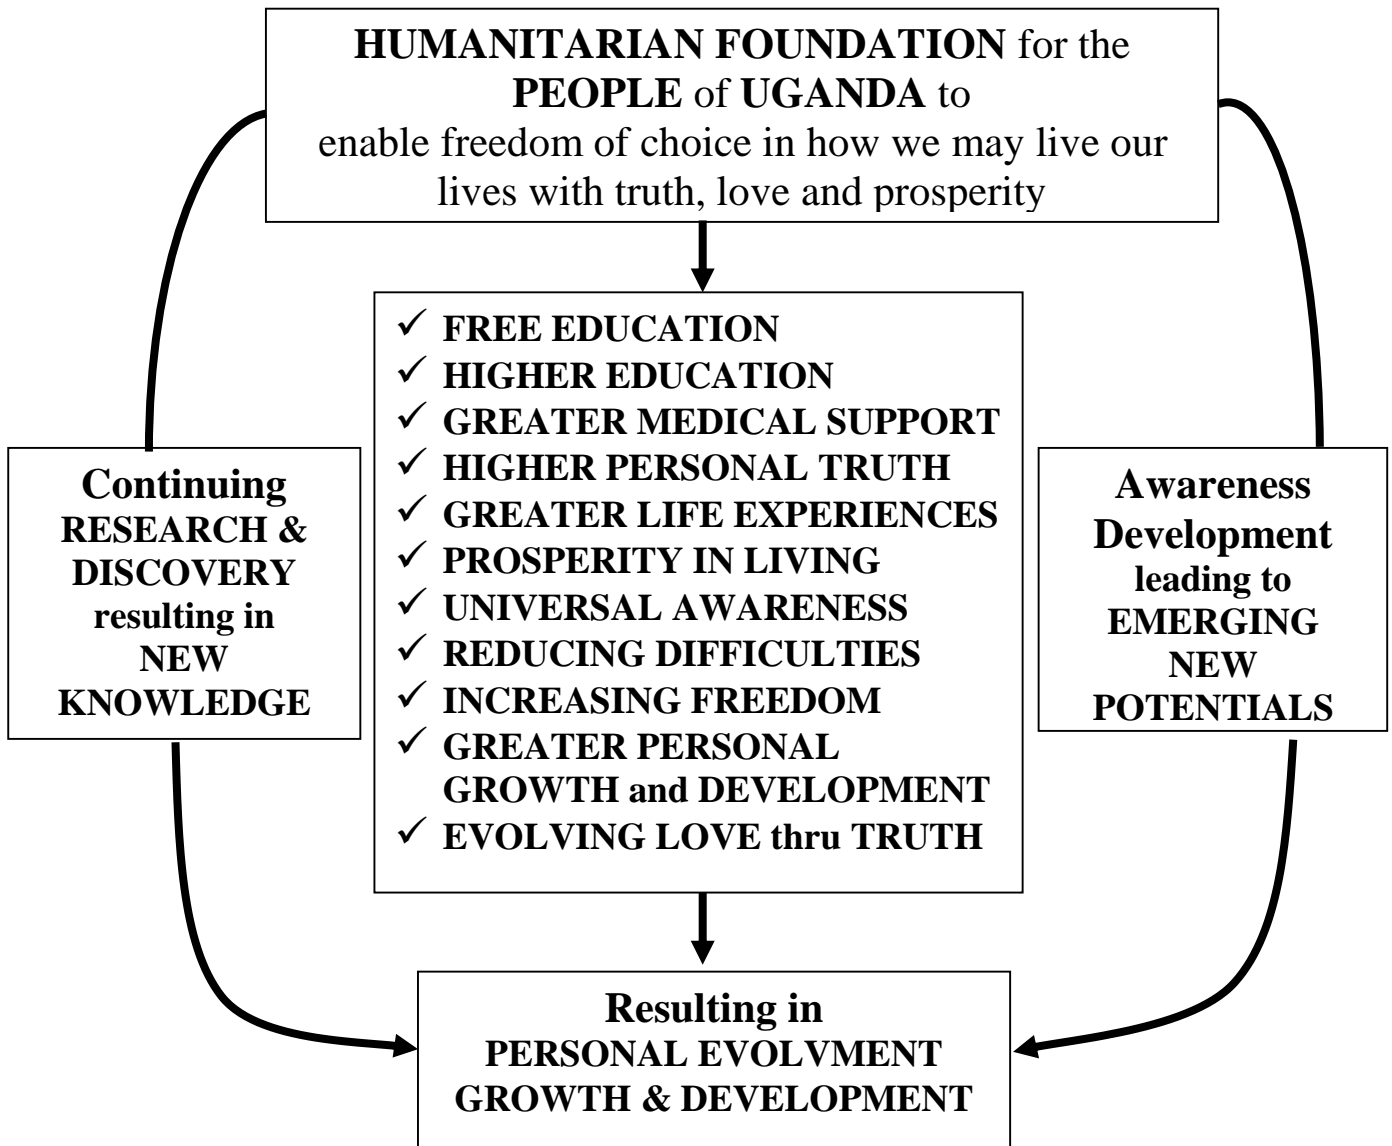 HUMANITARIAN FOUNDATION for the
PEOPLE of UGANDA to
enable freedom of choice in how we may live our
lives with truth, love and prosperity
✓ FREE EDUCATION
✓ HIGHER EDUCATION
✓ GREATER MEDICAL SUPPORT
✓ HIGHER PERSONAL TRUTH
✓ GREATER LIFE EXPERIENCES
✓ PROSPERITY IN LIVING
✓ UNIVERSAL AWARENESS
✓ REDUCING DIFFICULTIES
✓ INCREASING FREEDOM
✓ GREATER PERSONAL
GROWTH and DEVELOPMENT
✓ EVOLVING LOVE thru TRUTH
Continuing
RESEARCH &
DISCOVERY
resulting in
NEW
KNOWLEDGE
Awareness
Development
leading to
EMERGING
NEW
POTENTIALS
Resulting in
PERSONAL EVOLVMENT
GROWTH & DEVELOPMENT